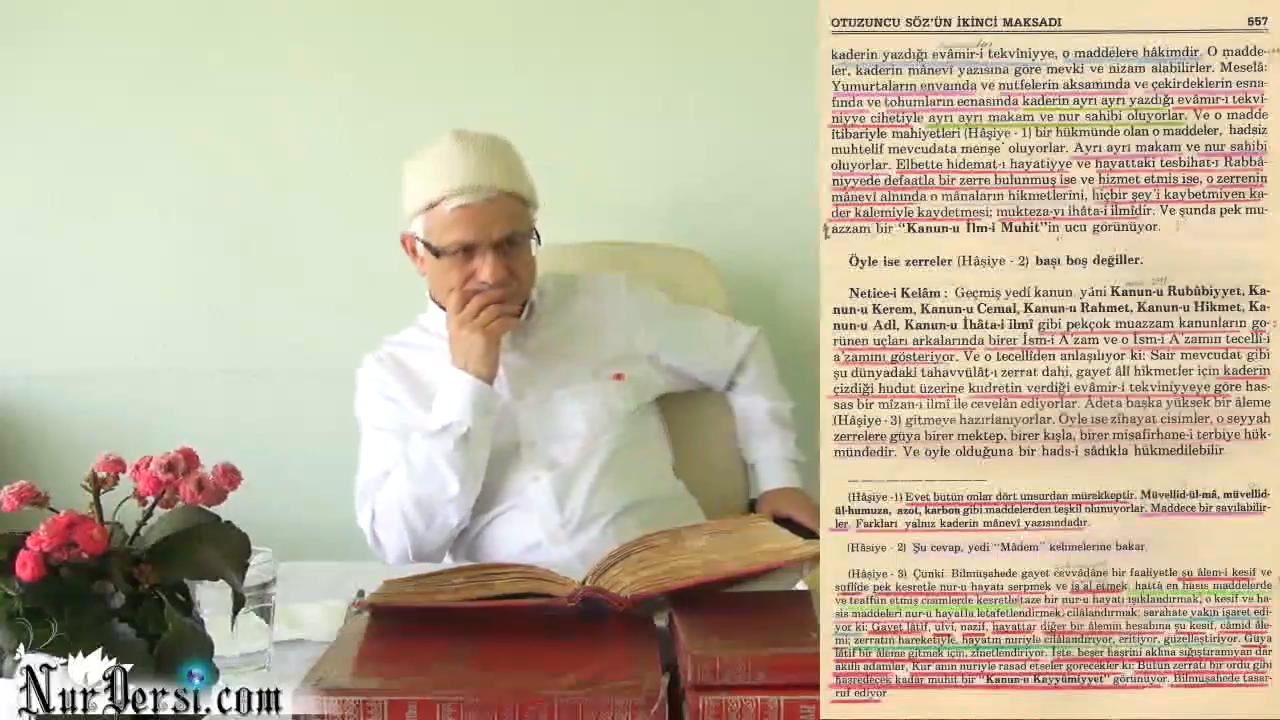 OTUZUNCU SÖZ'ÜN İKİNCİ MAKSADI 557
kaderin yazdığı evâmir-i tekvîniyye, o maddelere hâkimdir. O madde-
ler, kaderin mânevî yazısına göre mevki ve nizam alabilirler. Meselâ:
Yumurtaların envaında ve nutfelerin aksamında ve çekirdeklerin esna-
fında ve tohumların ecnasında kaderin ayrı ayrı yazdığı evâmir-i tekvî-
niyye cihetiyle ayrı ayrı makam ve nur sahibi oluyorlar. Ve o madde
itibariyle mahiyetleri (Hâşiye - 1) bir hükmünde olan o maddeler, hadsiz
muhtelif mevcudata menşe' oluyorlar. Ayrı ayrı makam ve nur sahibi
oluyorlar. Elbette hidemat-ı hayatiyye ve hayattaki tesbihat-ı Rabbâ-
niyyede defaatla bir zerre bulunmuş ise ve hizmet etmiş ise, o zerrenin
mânevî alnında o mânaların hikmetlerini, hiçbir şey'i kaybetmiyen ka-
der kalemiyle kaydetmesi; mukteza-yı ihâta-i ilmîdir. Ve şunda pek mu-
azzam bir "Kanun-u İlm-i Muhit"in ucu görünüyor.
Öyle ise zerreler (Hâşiye - 2) başı boş değiller.
Netice-i Kelâm : Geçmiş yedi kanun, yâni Kanun-u Rubûbiyyet, Ka-
nun-u Kerem, Kanun-u Cemal, Kanun-u Rahmet, Kanun-u Hikmet, Ka-
nun-u Adl, Kanun-u İhâta-i İlmî gibi pekçok muazzam kanunların gö-
rünen uçları arkalarında birer İsm-i A'zam ve o İsm-i A'zamın tecellî-i
a'zamını gösteriyor. Ve o tecellîden anlaşılıyor ki: Sair mevcudat gibi
şu dünyadaki tahavvülât-ı zerrat dahi, gayet âlî hikmetler için kaderin
çizdiği hudut üzerine kudretin verdiği evâmir-i tekvîniyyeye göre has-
sas bir mîzan-ı ilmî ile cevelân ediyorlar. Âdeta başka yüksek bir âleme
(Hâşiye - 3) gitmeye hazırlanıyorlar. Öyle ise zîhayat cisimler, o seyyah
zerrelere güya birer mektep, birer kışla, birer misafirhane-i terbiye hük-
mündedir. Ve öyle olduğuna bir hads-i sâdıkla hükmedilebilir
(Hâşiye - 1) Evet bütün onlar dört unsurdan mürekkeptir. Müvellid-ül-mâ, müvellid-
ül-humuza, azot, karbon gibi maddelerden teşkil olunuyorlar. Maddece bir sayılabilir-
ler. Farkları yalnız kaderin mânevî yazısındadır.
(Hâşiye - 2) Şu cevap, yedi "Mâdem" kelimelerine bakar
(Hâşiye - 3) Çünki Bilmüşahede gayet cevvadâne bir faaliyetle şu âlem-i kesif ve
süflîde pek kesretle nur-u hayatı serpmek ve iş'al etmek, hattâ en hasis maddelerde
ve teaffün etmiş cisimlerde kesretle taze bir nur-u hayatı ışıklandırmak, o kesif ve ha-
sis maddeleri nur-u hayatla letafetlendirmek, cilâlandırmak; sarahate yakın işaret edi-
yor ki: Gayet lâtif, ulvî, nazif, hayattar diğer bir âlemin hesabına şu kesif, câmid âle-
mi; zerratın hareketiyle, hayatın nuriyle cilâlandırıyor, eritiyor, güzelleştiriyor. Güya
lâtif bir âleme gitmek için, zînetlendiriyor. İşte, beşer haşrini aklına sığıştıramıyan dar
akıllı adamlar, Kur'anın nuriyle rasad etseler görecekler ki: Bütün zerratı bir ordu gibi
haşredecek kadar muhit bir "Kanun-u Kayyûmiyyet" görünüyor. Bilmüşahede tasar-
ruf ediyor
NurDersi.com